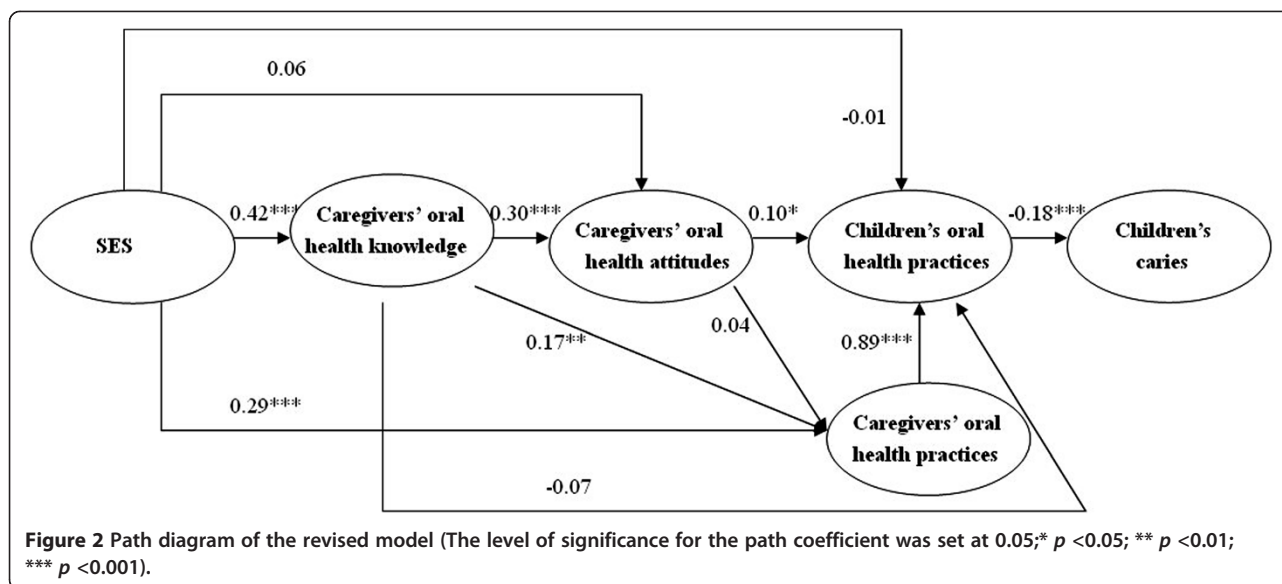 0.06
-0.01
SES
0.42***
Caregivers’ oral
health knowledge
0.30***
Caregivers’ oral
health attitudes
0.10*
Children’s oral
health practices
-0.18***
Children’s
caries
0.17**
0.04
0.89***
0.29***
Caregivers’ oral
health practices
-0.07
Figure 2 Path diagram of the revised model (The level of significance for the path coefficient was set at 0.05;* p <0.05; ** p <0.01;
*** p <0.001).